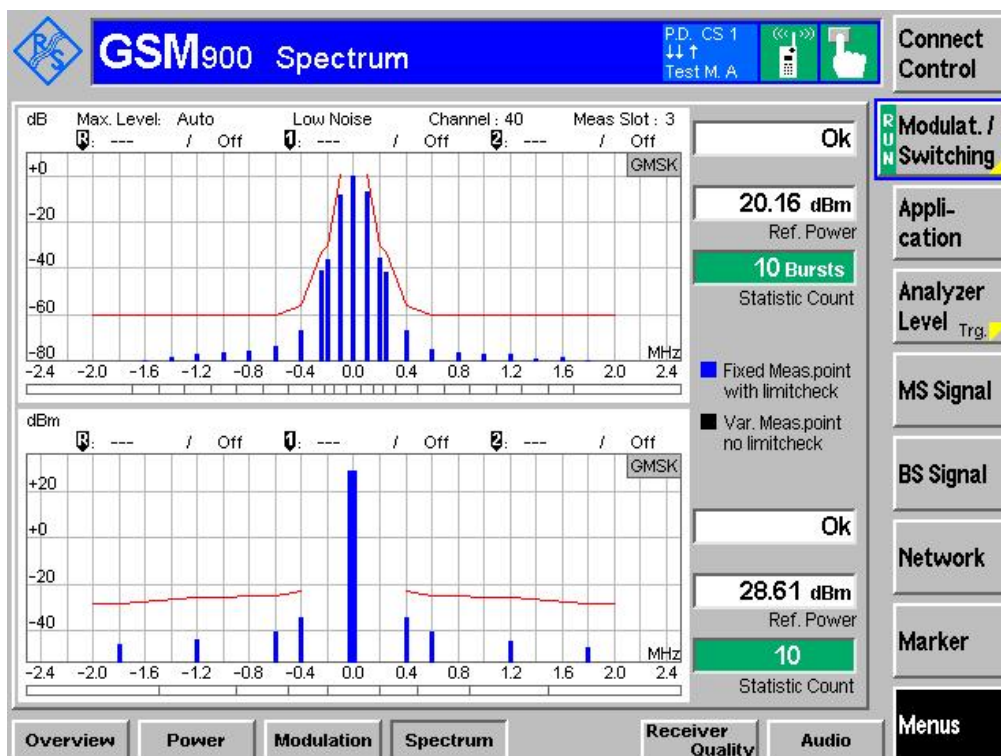 R&S
GSM900 Spectrum
P.D. CS 1
Test M. A
Connect Control
dB Max. Level: Auto Low Noise Channel : 40 Meas Slot : 3
R: --- / Off 1: --- / Off 2: --- / Off
GMSK
+0
-20
-40
-60
-80
MHz
-2.4 -2.0 -1.6 -1.2 -0.8 -0.4 0.0 0.4 0.8 1.2 1.6 2.0 2.4
Ok
20.16 dBm
Ref. Power
10 Bursts
Statistic Count
Fixed Meas.point
with limitcheck
Var. Meas.point
no limitcheck
dBm
R: --- / Off 1: --- / Off 2: --- / Off
GMSK
+20
+0
-20
-40
MHz
-2.4 -2.0 -1.6 -1.2 -0.8 -0.4 0.0 0.4 0.8 1.2 1.6 2.0 2.4
Ok
28.61 dBm
Ref. Power
10
Statistic Count
RUN
Modulat. /
Switching
Appli-
cation
Analyzer
Level Trg.
MS Signal
BS Signal
Network
Marker
Menus
Overview Power Modulation Spectrum Receiver Quality Audio